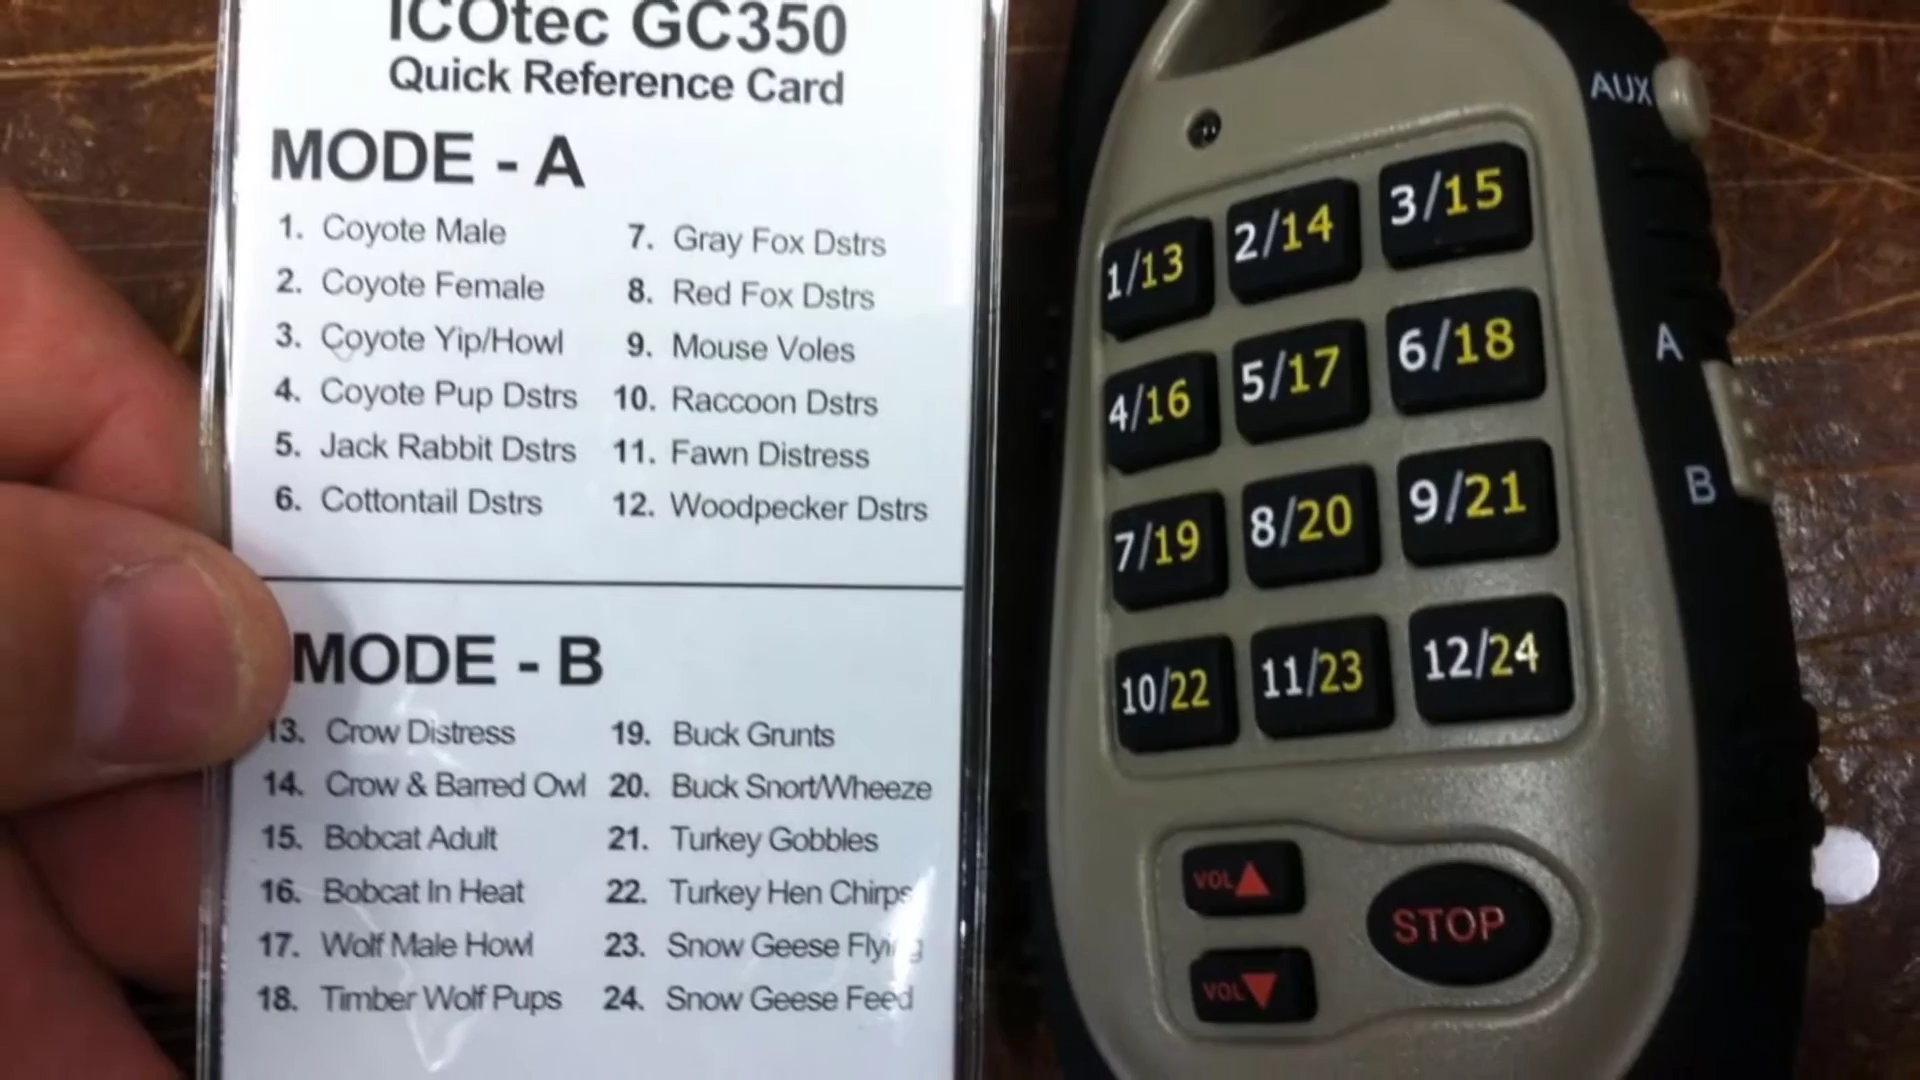 ICOtec GC350
Quick Reference Card
MODE - A
1. Coyote Male
2. Coyote Female
3. Coyote Yip/Howl
4. Coyote Pup Dstrs
5. Jack Rabbit Dstrs
6. Cottontail Dstrs
7. Gray Fox Dstrs
8. Red Fox Dstrs
9. Mouse Voles
10. Raccoon Dstrs
11. Fawn Distress
12. Woodpecker Dstrs
MODE - B
13. Crow Distress
14. Crow & Barred Owl
15. Bobcat Adult
16. Bobcat In Heat
17. Wolf Male Howl
18. Timber Wolf Pups
19. Buck Grunts
20. Buck Snort/Wheeze
21. Turkey Gobbles
22. Turkey Hen Chirps
23. Snow Geese Flying
24. Snow Geese Feed
AUX
1/13 2/14 3/15
4/16 5/17 6/18
7/19 8/20 9/21
10/22 11/23 12/24
A
B
VOL▲
STOP
VOL▼